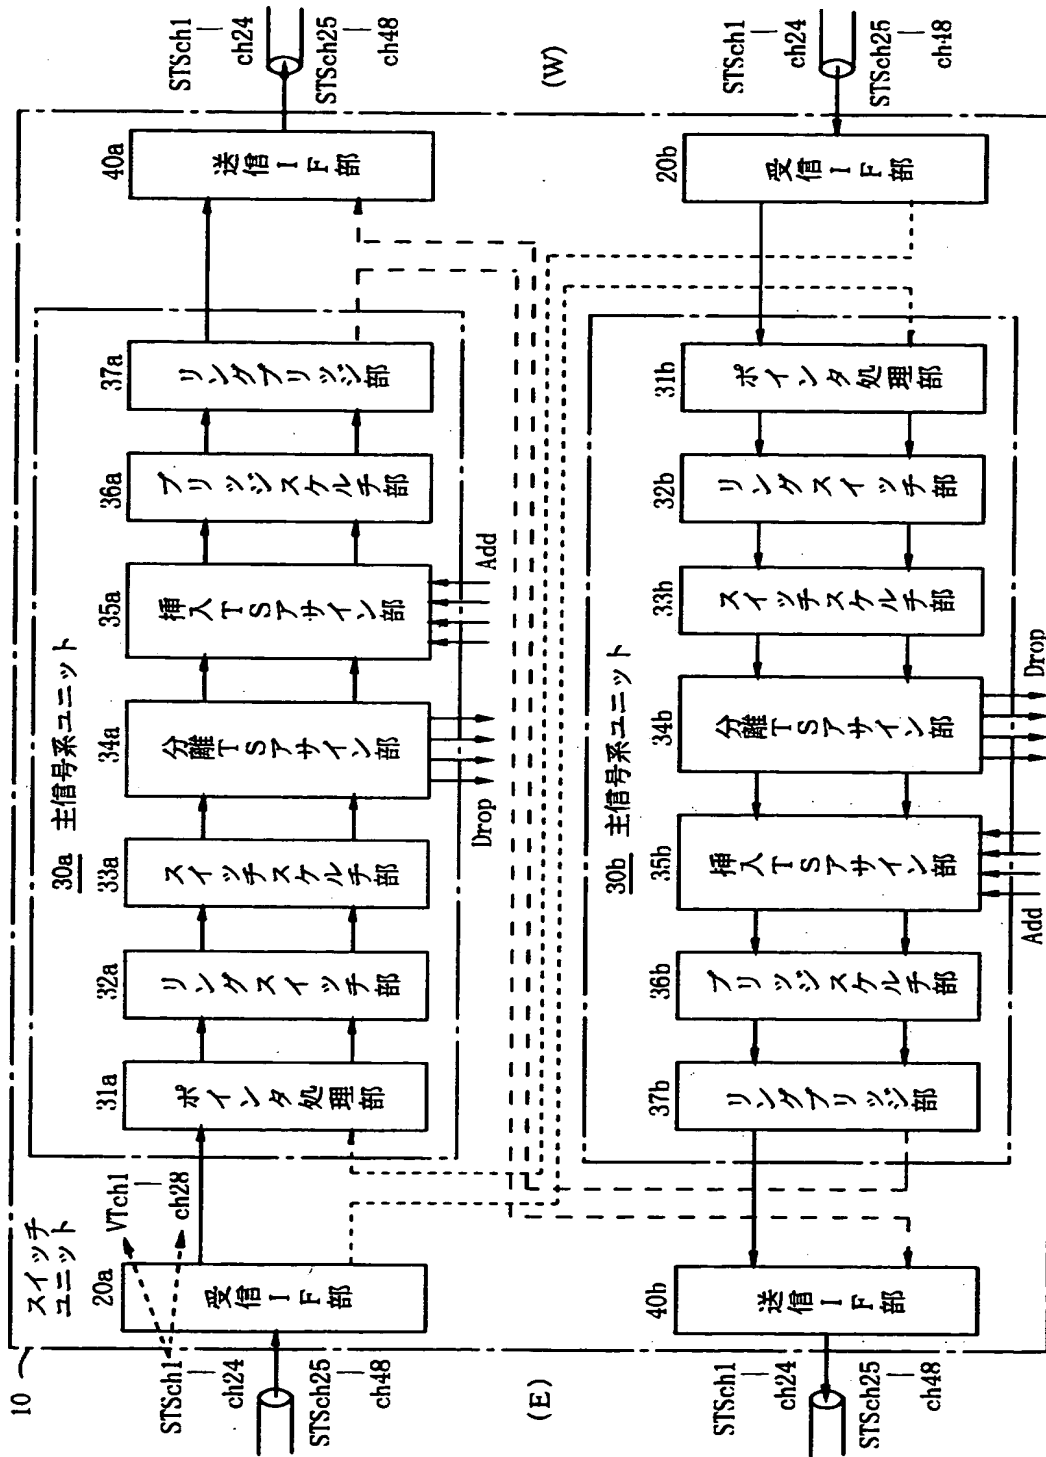 10
スイッチ
ユニット
STSch1
ch24
STSch25
ch48
VTch1
ch28
20a
受信IF部
30a 主信号系ユニット
31a
ポインタ処理部
32a
リングスイッチ部
33a
スイッチスケルチ部
34a
分離TSアサイン部
Drop
35a
挿入TSアサイン部
Add
36a
ブリッジスケルチ部
37a
リングブリッジ部
40a
送信IF部
STSch1
ch24
STSch25
ch48
(E)
(W)
STSch1
ch24
STSch25
ch48
40b
送信IF部
30b 主信号系ユニット
37b
リングブリッジ部
36b
ブリッジスケルチ部
35b
挿入TSアサイン部
Add
34b
分離TSアサイン部
Drop
33b
スイッチスケルチ部
32b
リングスイッチ部
31b
ポインタ処理部
20b
受信IF部
STSch1
ch24
STSch25
ch48